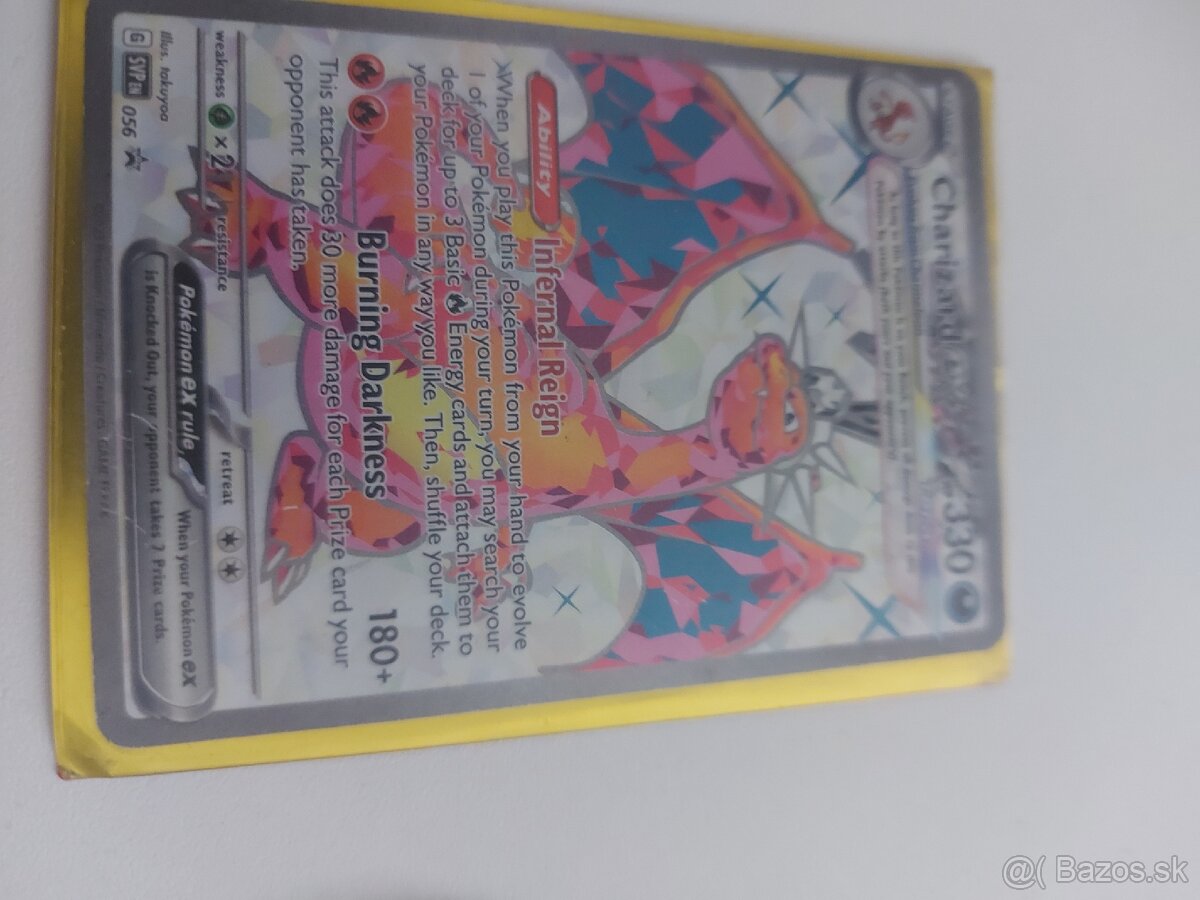 Charizard ex 330
Ability Infernal Reign
When you play this Pokémon from your hand to evolve
1 of your Pokémon during your turn, you may search your
deck for up to 3 Basic Energy cards and attach them to
your Pokémon in any way you like. Then, shuffle your deck.
Burning Darkness 180+
This attack does 30 more damage for each Prize card your
opponent has taken.
weakness ×2 resistance retreat
Illus. takuyoa
G SVP EN 056
Pokémon ex rule When your Pokémon ex
is Knocked Out, your opponent takes 2 Prize cards.
@( Bazos.sk